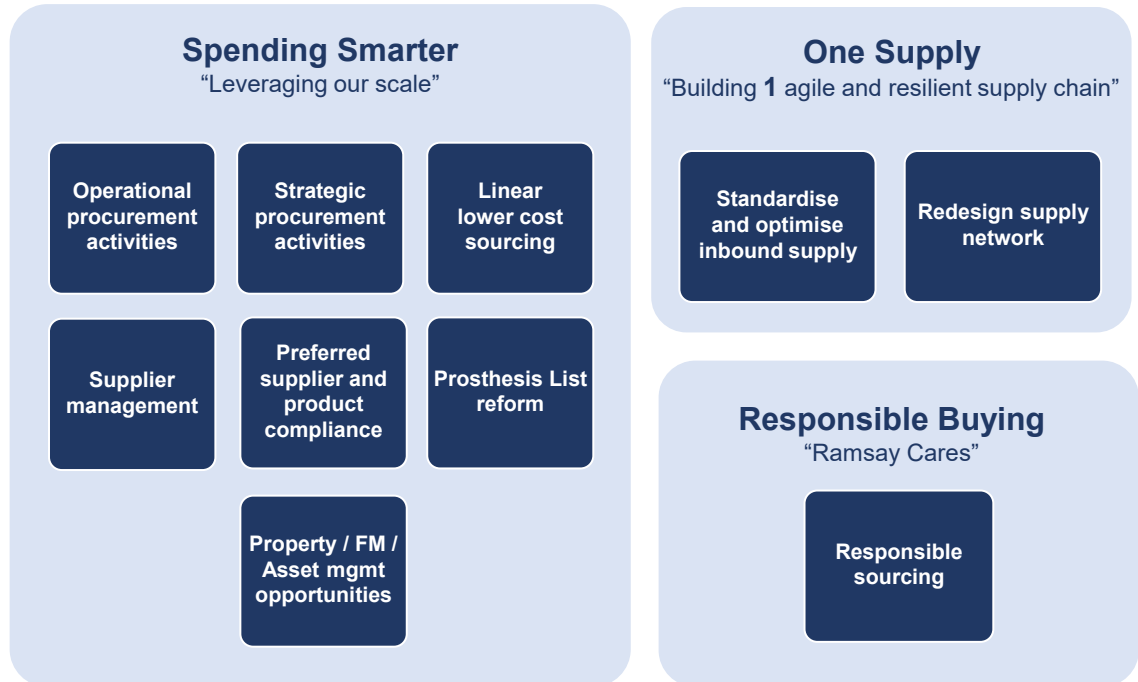 Spending Smarter
“Leveraging our scale”
Operational
procurement
activities
Strategic
procurement
activities
Linear
lower cost
sourcing
Supplier
management
Preferred
supplier and
product
compliance
Prosthesis List
reform
Property / FM /
Asset mgmt
opportunities
One Supply
“Building 1 agile and resilient supply chain”
Standardise
and optimise
inbound supply
Redesign supply
network
Responsible Buying
“Ramsay Cares”
Responsible
sourcing